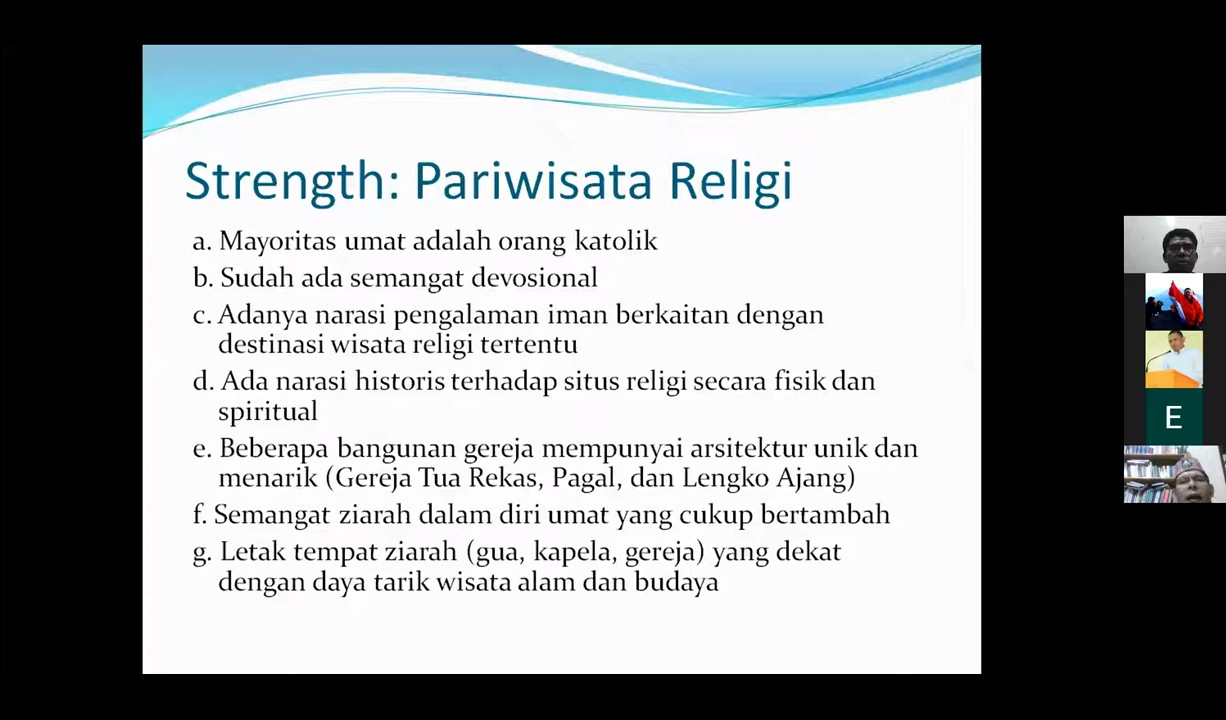 Strength: Pariwisata Religi
a. Mayoritas umat adalah orang katolik
b. Sudah ada semangat devosional
c. Adanya narasi pengalaman iman berkaitan dengan
destinasi wisata religi tertentu
d. Ada narasi historis terhadap situs religi secara fisik dan
spiritual
e. Beberapa bangunan gereja mempunyai arsitektur unik dan
menarik (Gereja Tua Rekas, Pagal, dan Lengko Ajang)
f. Semangat ziarah dalam diri umat yang cukup bertambah
g. Letak tempat ziarah (gua, kapela, gereja) yang dekat
dengan daya tarik wisata alam dan budaya
E